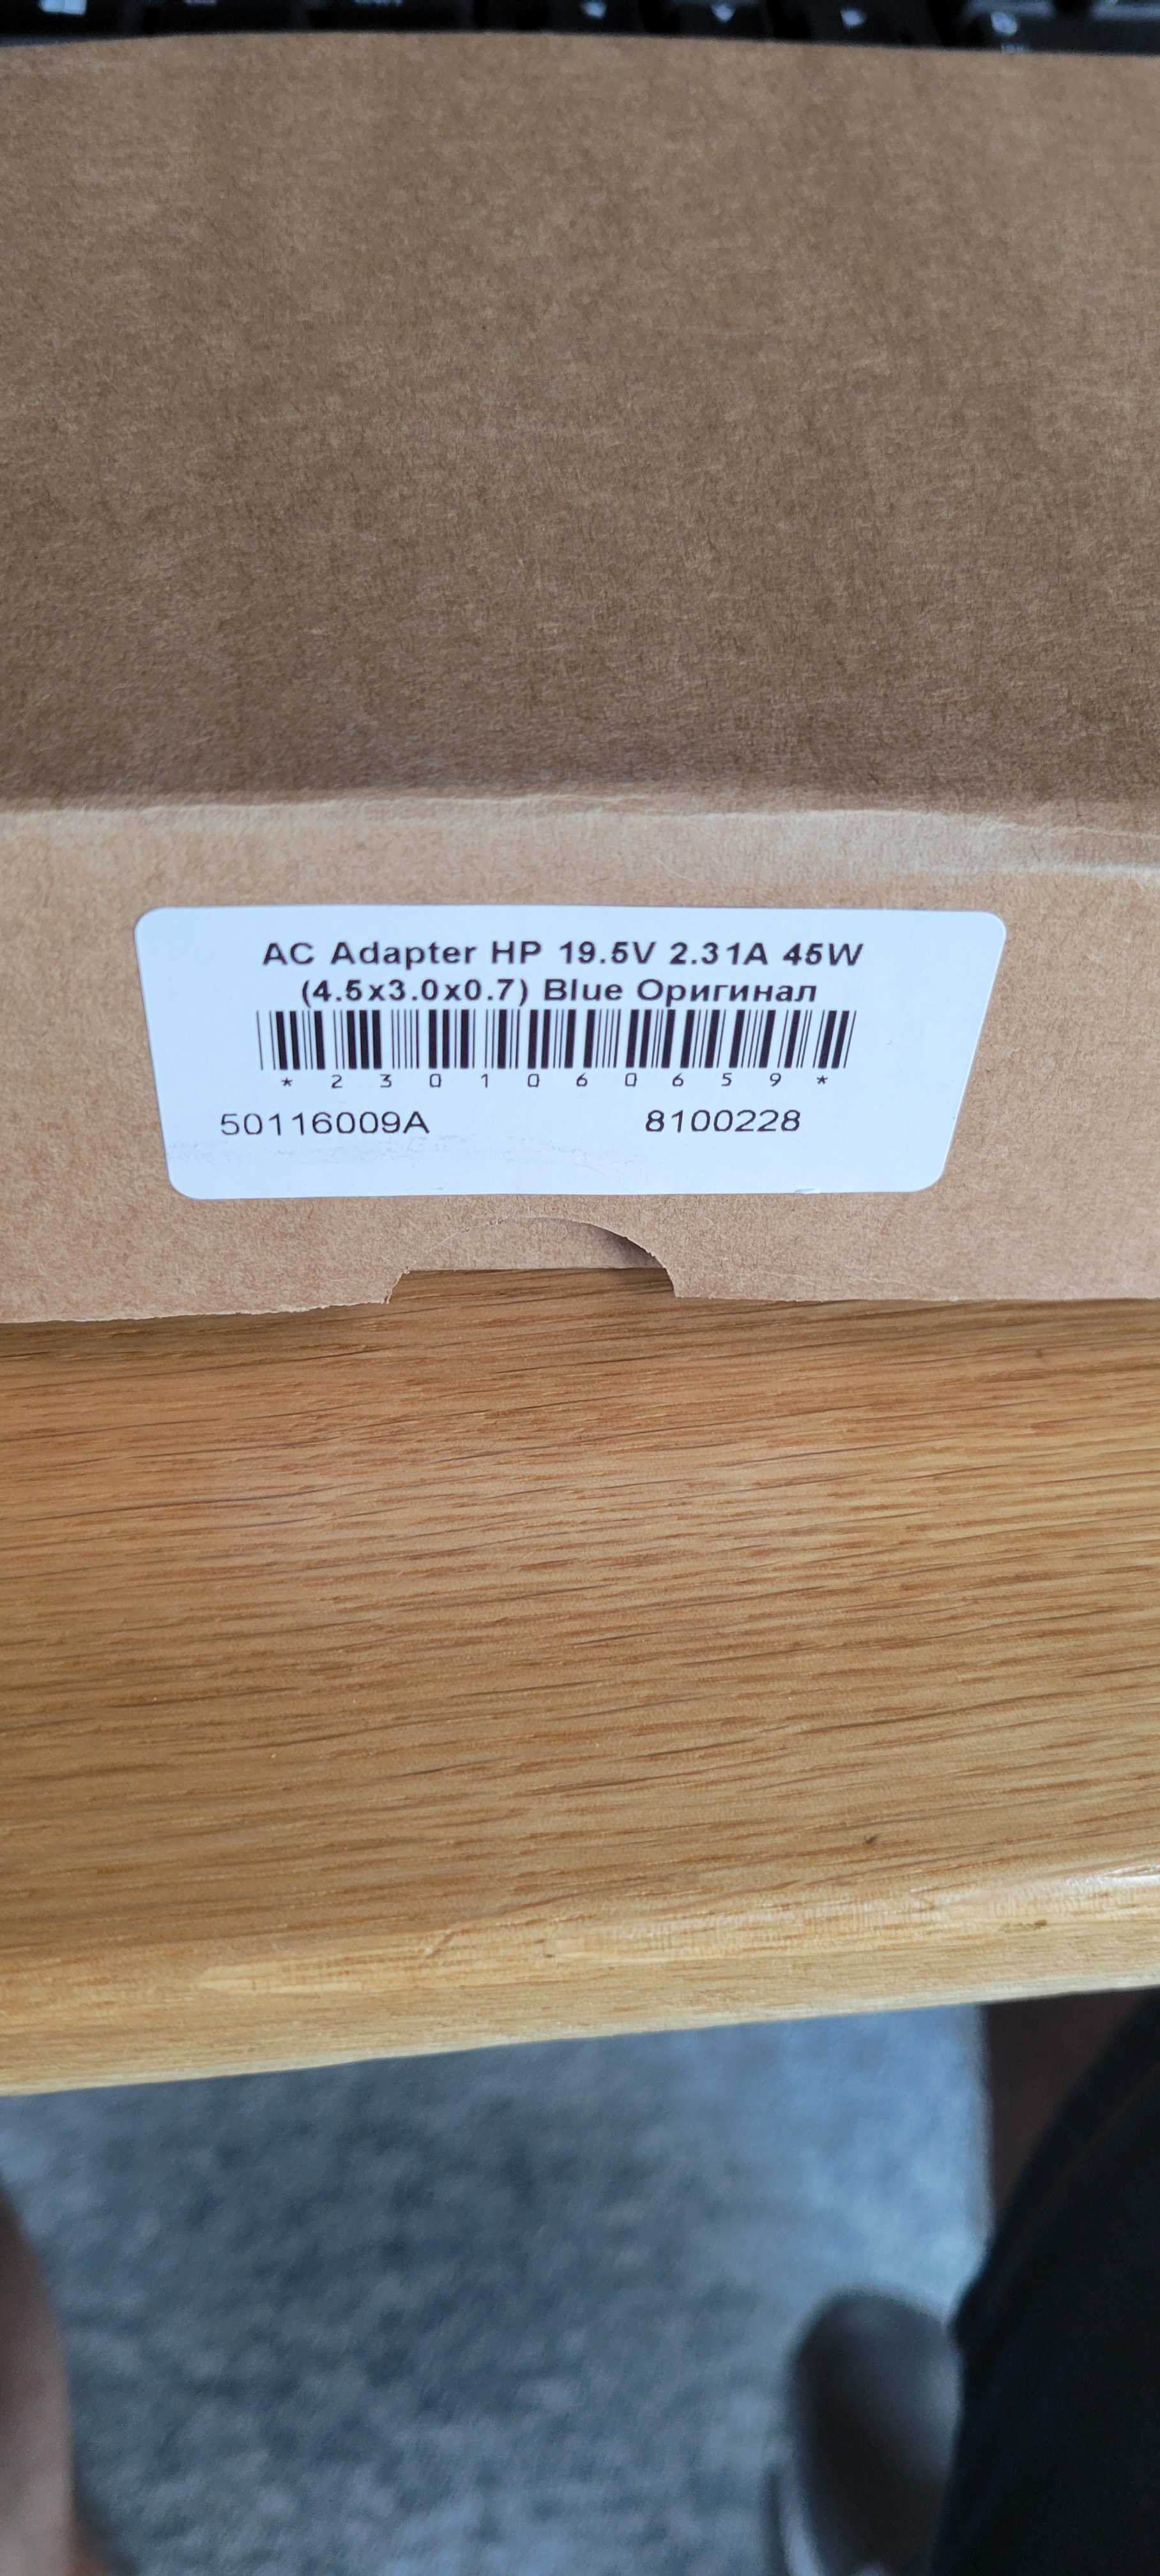 AC Adapter HP 19.5V 2.31A 45W
(4.5x3.0x0.7) Blue Оригинал
*2301060659*
50116009A 8100228